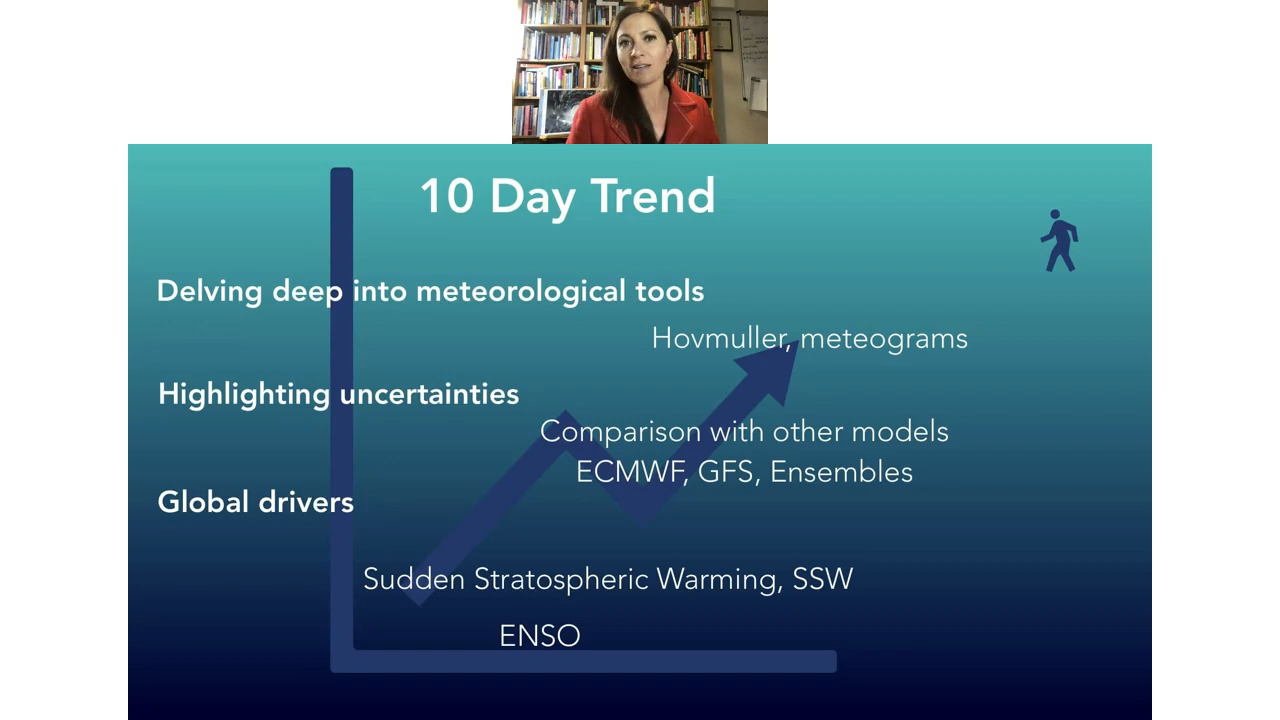 10 Day Trend
Delving deep into meteorological tools
Hovmuller, meteograms
Highlighting uncertainties
Comparison with other models
ECMWF, GFS, Ensembles
Global drivers
Sudden Stratospheric Warming, SSW
ENSO